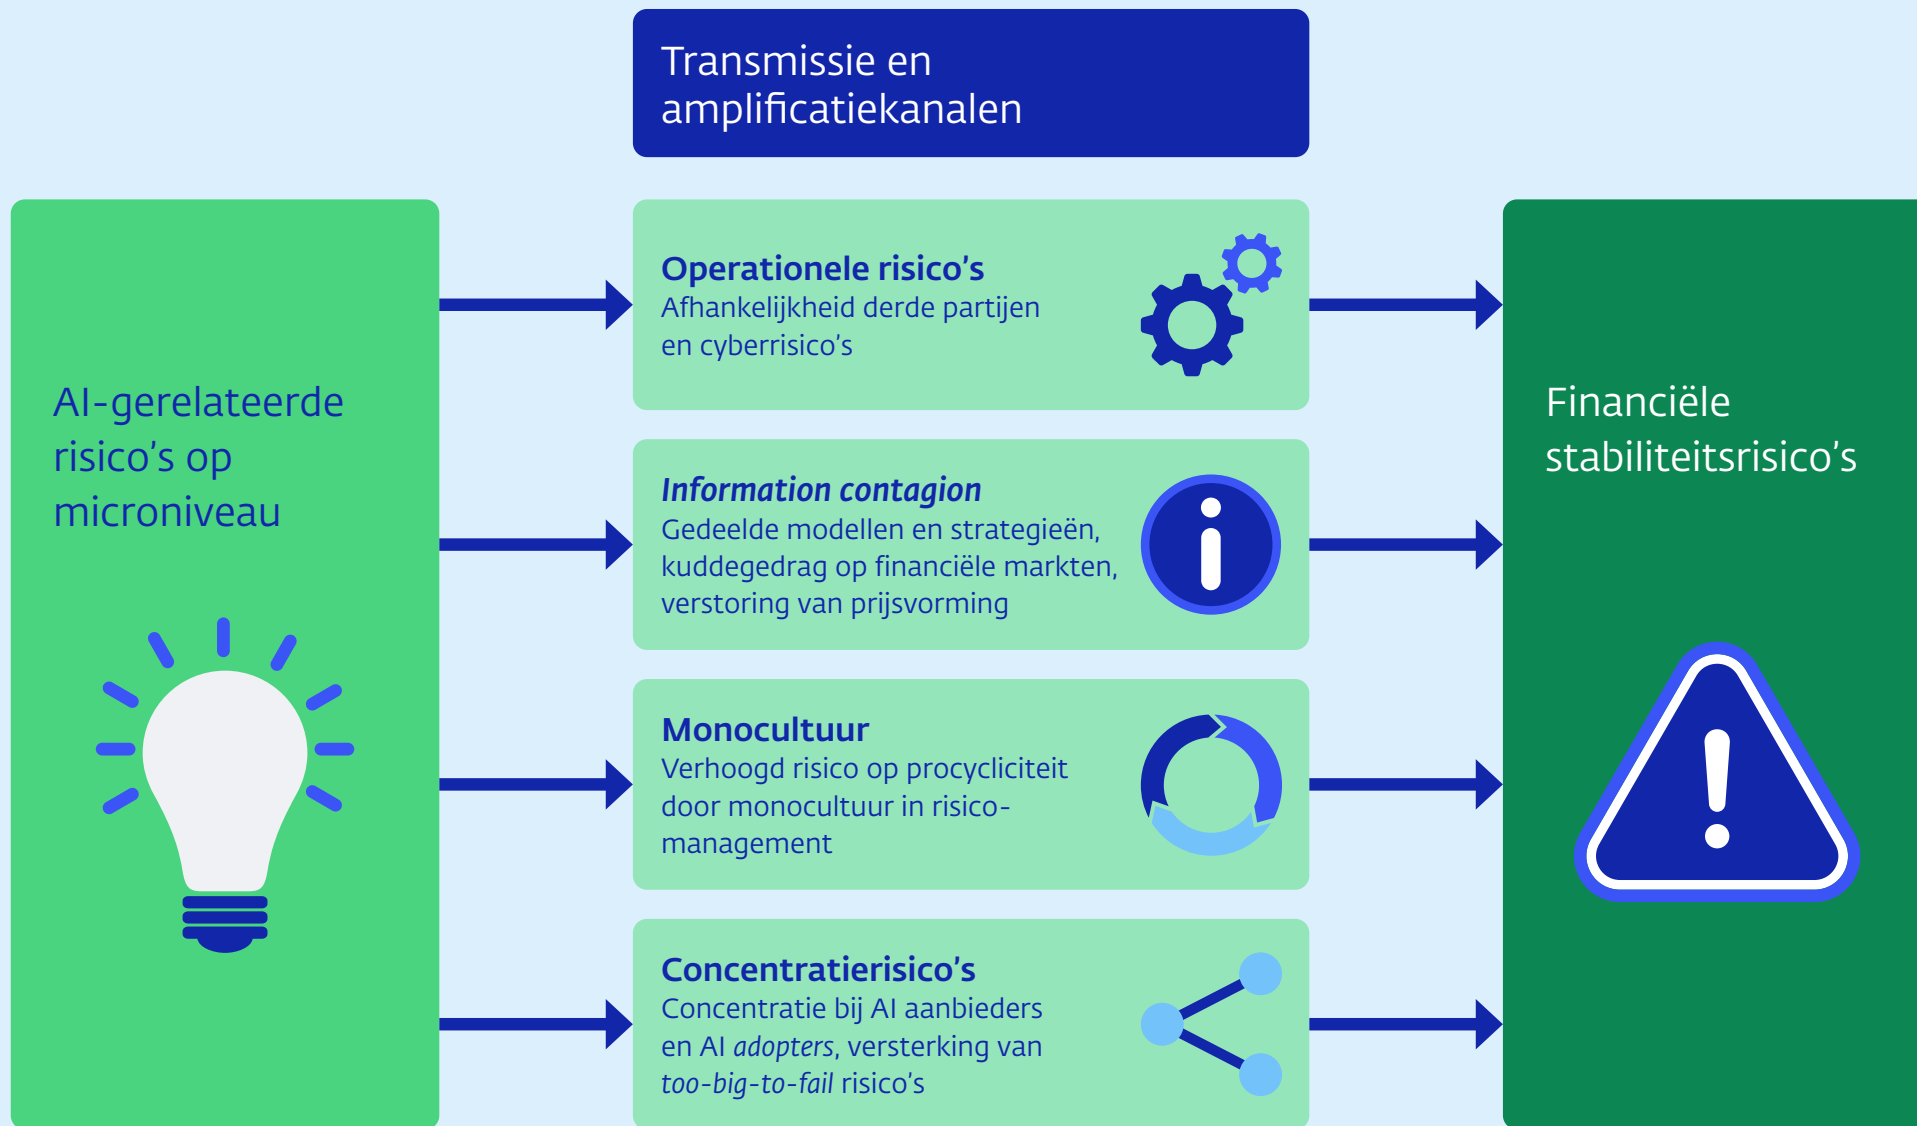 Transmissie en
amplificatiekanalen
AI-gerelateerde
risico's op
microniveau
Operationele risico's
Afhankelijkheid derde partijen
en cyberrisico's
Information contagion
Gedeelde modellen en strategieën,
kuddegedrag op financiële markten,
verstoring van prijsvorming
Monocultuur
Verhoogd risico op procycliciteit
door monocultuur in risico-
management
Concentratierisico's
Concentratie bij AI aanbieders
en AI adopters, versterking van
too-big-to-fail risico's
Financiële
stabiliteitsrisico's